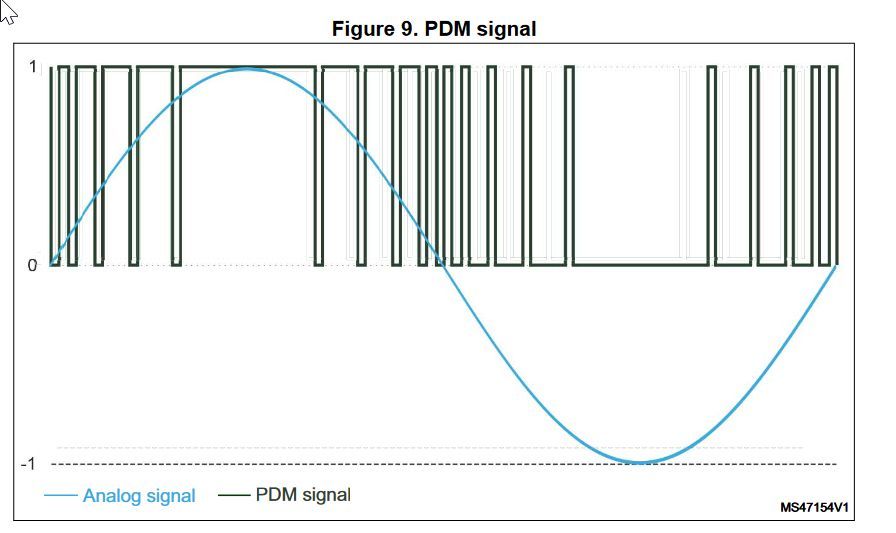 Figure 9. PDM signal
1
0
-1
Analog signal
PDM signal
MS47154V1